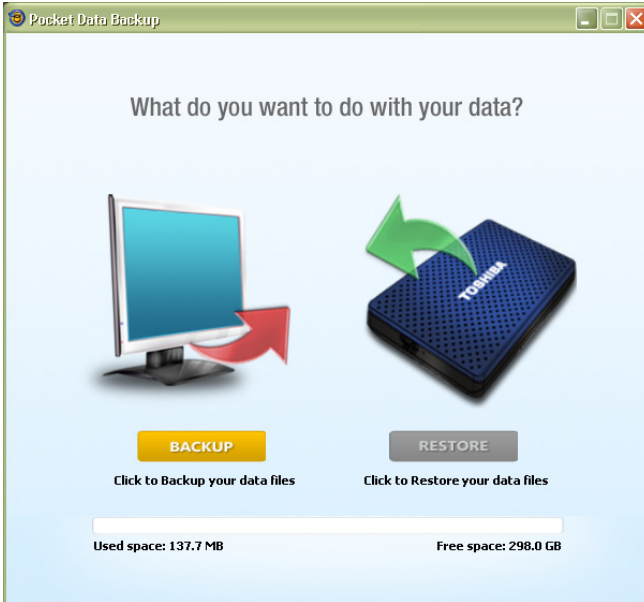 Pocket Data Backup
What do you want to do with your data?
TOSHIBA
BACKUP
RESTORE
Click to Backup your data files
Click to Restore your data files
Used space: 137.7 MB
Free space: 298.0 GB